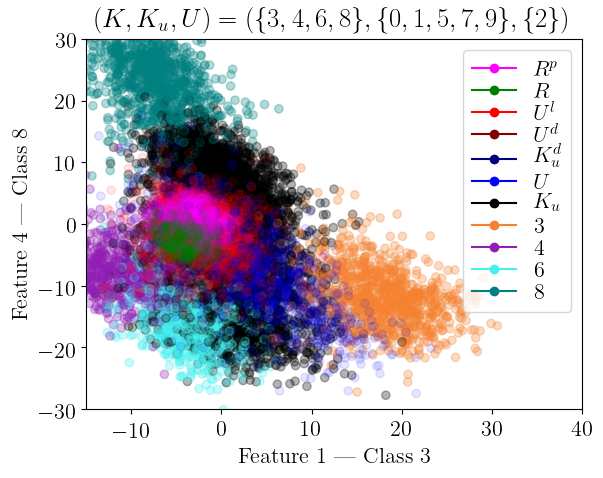 (K, K_u, U) = ({3, 4, 6, 8}, {0, 1, 5, 7, 9}, {2})
30
20
10
0
−10
−20
−30
−10
0
10
20
30
40
Feature 4 — Class 8
Feature 1 — Class 3
R^p
R
U^l
U^d
K_u^d
U
K_u
3
4
6
8